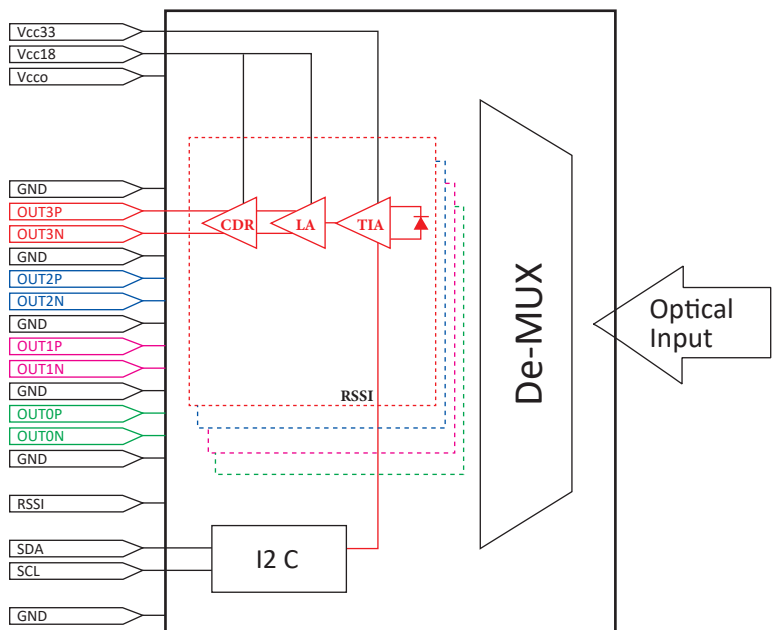 Vcc33
Vcc18
Vcco
GND
OUT3P
OUT3N
GND
OUT2P
OUT2N
GND
OUT1P
OUT1N
GND
OUT0P
OUT0N
GND
RSSI
SDA
SCL
GND
CDR
LA
TIA
RSSI
I2 C
De-MUX
Optical
Input